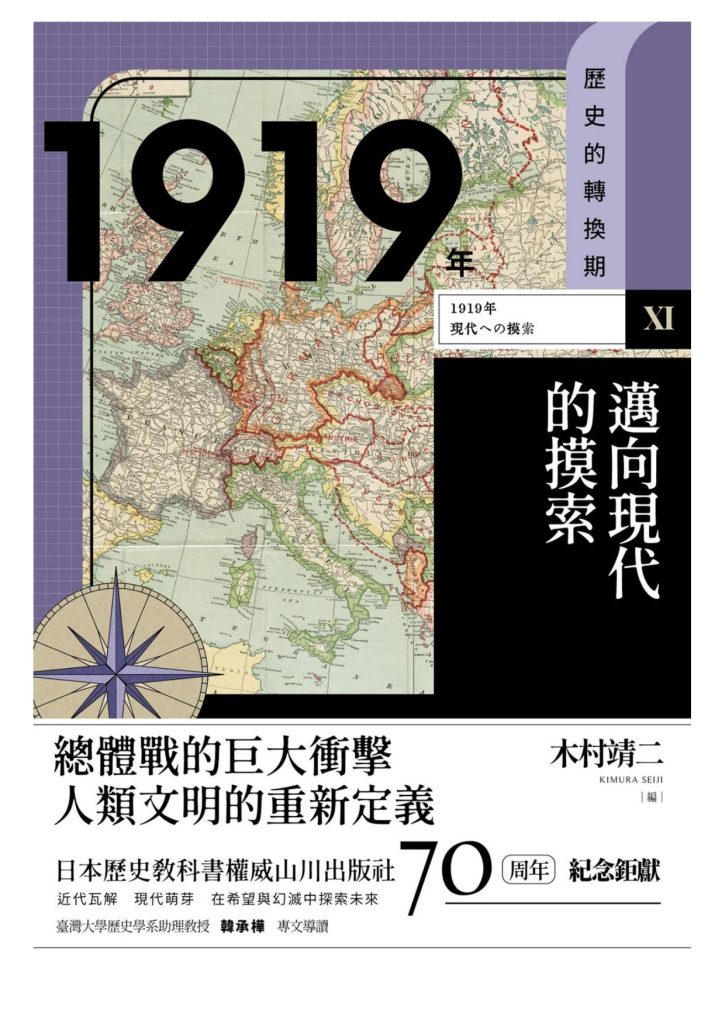 歷史的轉換期
1919年
1919年
現代への摸索
XI
邁向現代
的摸索
總體戰的巨大衝擊
人類文明的重新定義
木村靖二
KIMURA SEIJI
|編|
日本歷史教科書權威山川出版社
70周年 紀念鉅獻
近代瓦解 現代萌芽 在希望與幻滅中探索未來
臺灣大學歷史學系助理教授 韓承樺 專文導讀